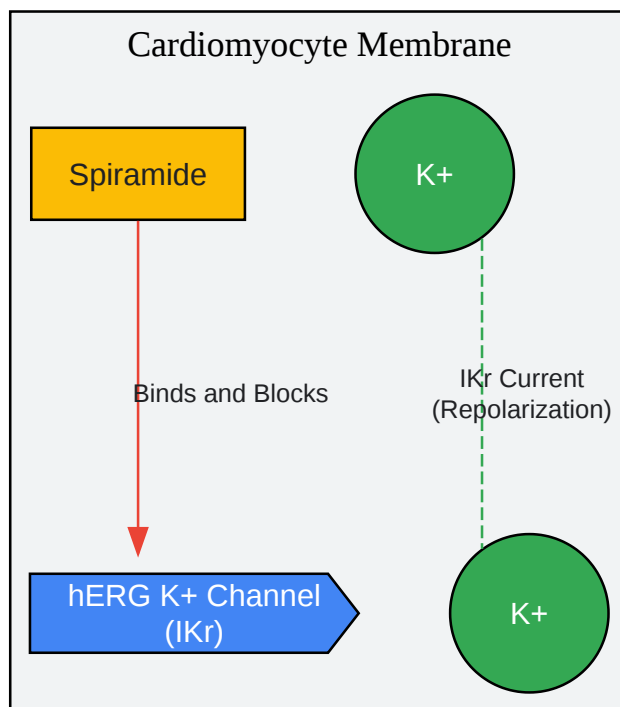 Cardiomyocyte Membrane
Spiramide
K+
Binds and Blocks
IKr Current
(Repolarization)
hERG K+ Channel
(IKr)
K+